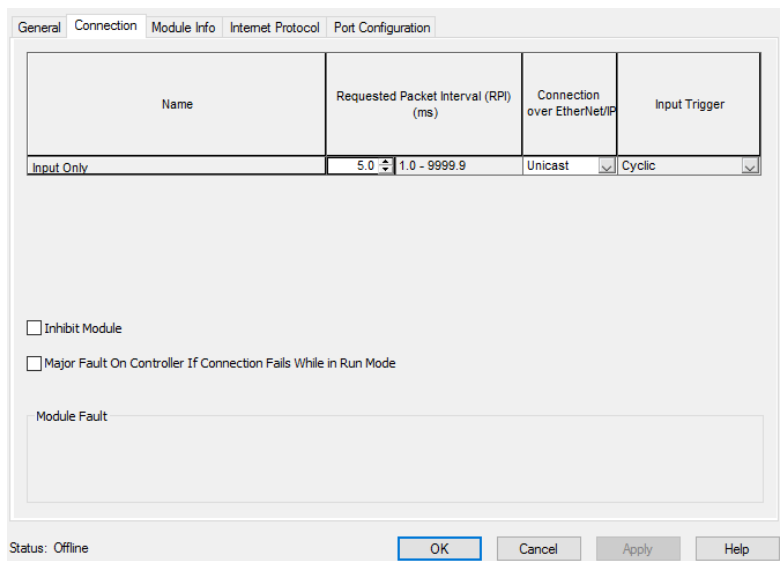 General Connection Module Info Internet Protocol Port Configuration
Name
Requested Packet Interval (RPI)
(ms)
Connection
over EtherNet/IP
Input Trigger
Input Only 5.0 1.0 - 9999.9 Unicast Cyclic
Inhibit Module
Major Fault On Controller If Connection Fails While in Run Mode
Module Fault
Status: Offline OK Cancel Apply Help